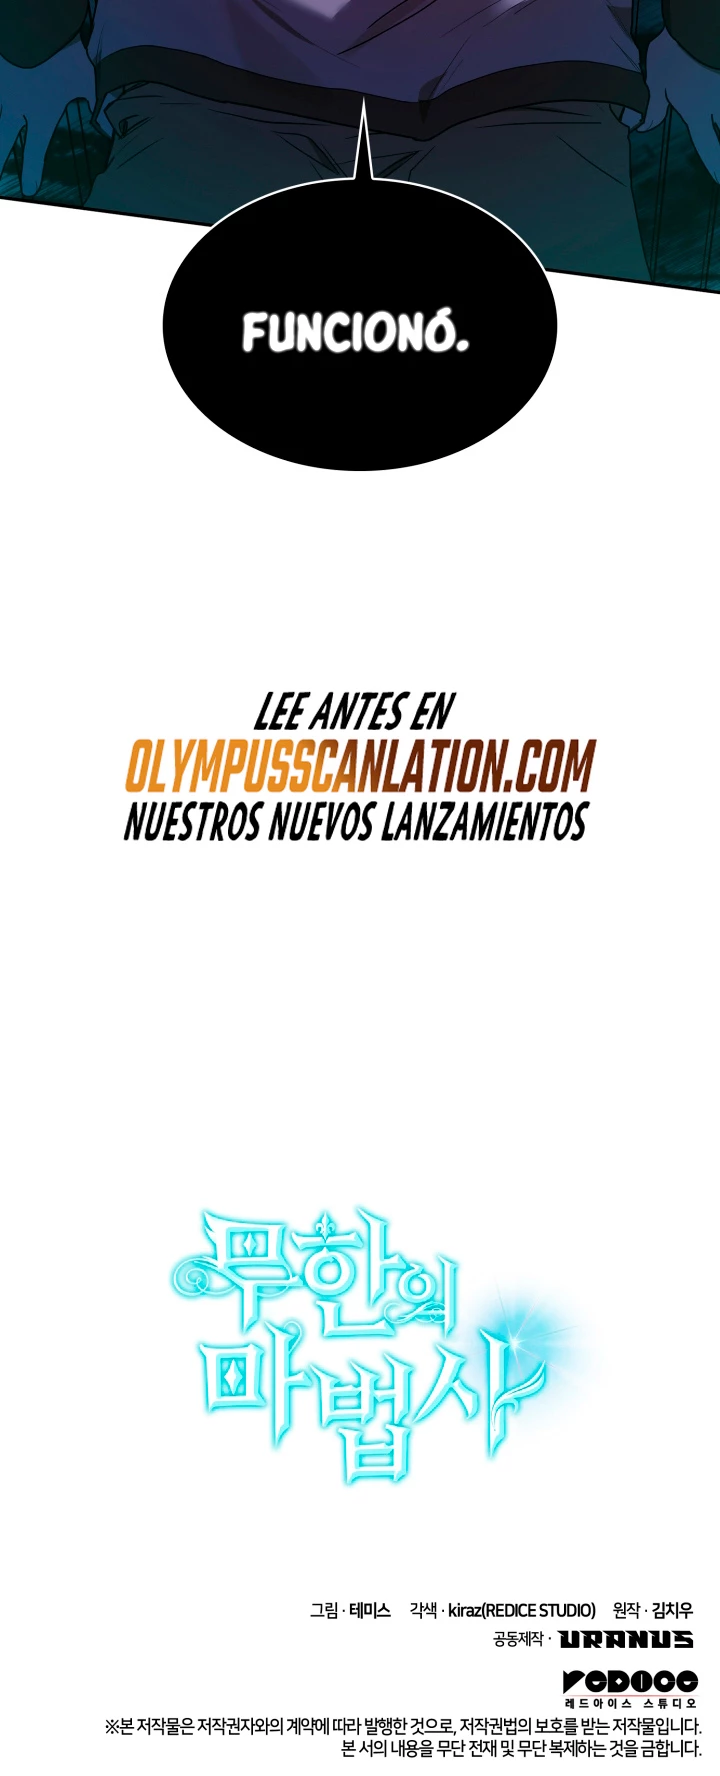 FUNCIONÓ.
LEE ANTES EN
OLYMPUSSCANLATION.COM
NUESTROS NUEVOS LANZAMIENTOS
무한의
마법사
그림 · 테미스 각색 · kiraz(REDICE STUDIO) 원작 · 김치우
공동제작 · URANUS
redice
레드아이스 스튜디오
※본 저작물은 저작권자와의 계약에 따라 발행한 것으로, 저작권법의 보호를 받는 저작물입니다.
본 서의 내용을 무단 전재 및 무단 복제하는 것을 금합니다.